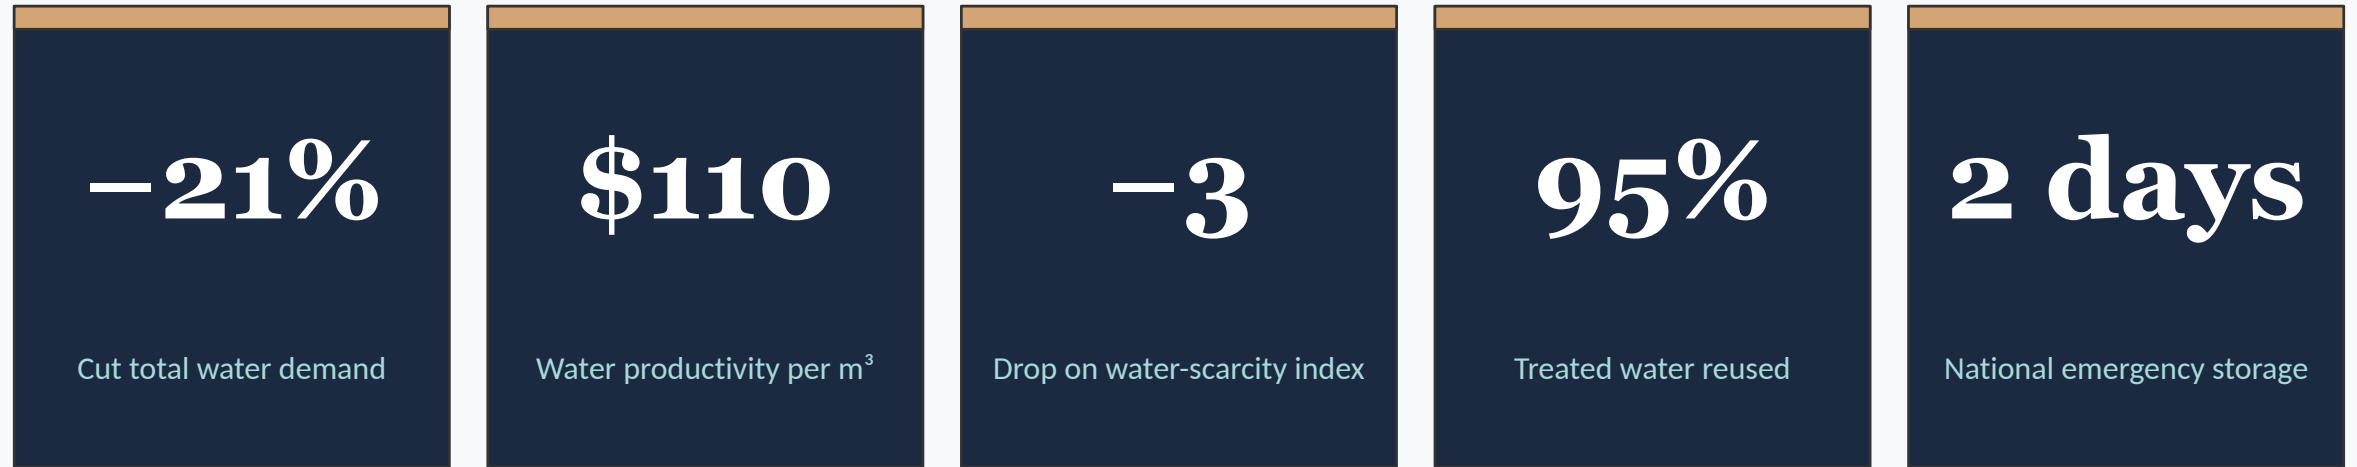 –21%
Cut total water demand
$110
Water productivity per m³
–3
Drop on water-scarcity index
95%
Treated water reused
2 days
National emergency storage